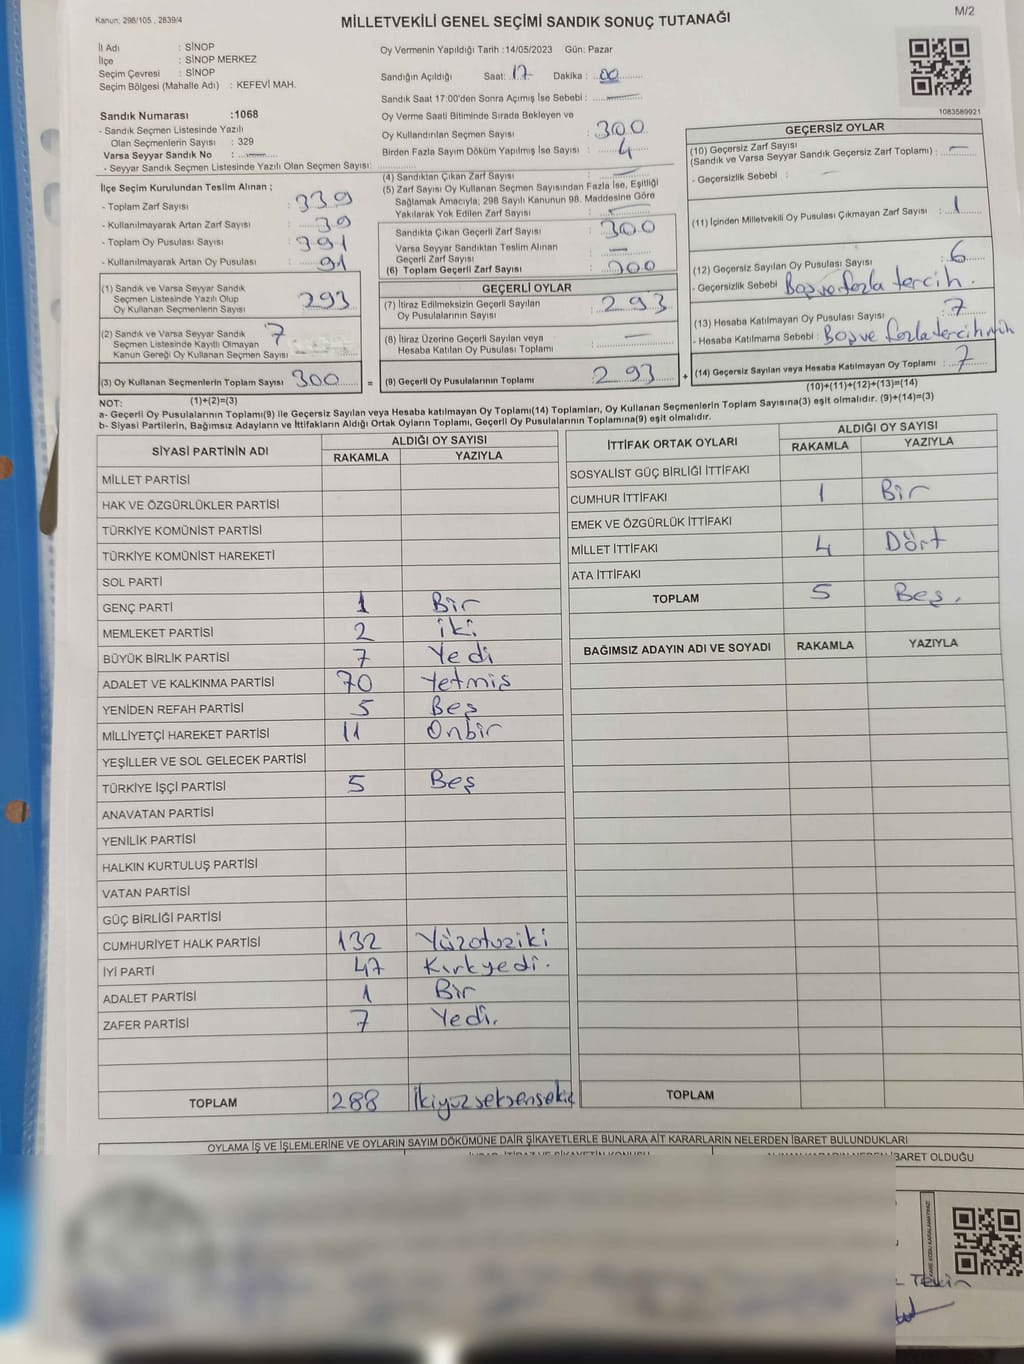 Kanun: 298/105 , 2839/4
MİLLETVEKİLİ GENEL SEÇİMİ SANDIK SONUÇ TUTANAĞI
M/2
İl Adı : SİNOP
İlçe : SİNOP MERKEZ
Seçim Çevresi : SİNOP
Seçim Bölgesi (Mahalle Adı) : KEFEVİ MAH.
Sandık Numarası :1068
- Sandık Seçmen Listesinde Yazılı
Olan Seçmenlerin Sayısı : 329
Varsa Seyyar Sandık No :
- Seyyar Sandık Seçmen Listesinde Yazılı Olan Seçmen Sayısı:
Oy Vermenin Yapıldığı Tarih :14/05/2023 Gün: Pazar
Sandığın Açıldığı Saat: 17 Dakika : 00
Sandık Saat 17:00'den Sonra Açımış İse Sebebi :
Oy Verme Saati Bitiminde Sırada Bekleyen ve
Oy Kullandırılan Seçmen Sayısı : 300
Birden Fazla Sayım Döküm Yapılmış İse Sayısı : 4
1083589921
İlçe Seçim Kurulundan Teslim Alınan ;
- Toplam Zarf Sayısı : 339
- Kullanılmayarak Artan Zarf Sayısı : 39
- Toplam Oy Pusulası Sayısı : 391
- Kullanılmayarak Artan Oy Pusulası : 91
(1) Sandık ve Varsa Seyyar Sandık
Seçmen Listesinde Yazılı Olup
Oy Kullanan Seçmenlerin Sayısı 293
(2) Sandık ve Varsa Seyyar Sandık
Seçmen Listesinde Kayıtlı Olmayan
Kanun Gereği Oy Kullanan Seçmen Sayısı 7
(3) Oy Kullanan Seçmenlerin Toplam Sayısı 300
(1)+(2)=(3)
(4) Sandıktan Çıkan Zarf Sayısı :
(5) Zarf Sayısı Oy Kullanan Seçmen Sayısından Fazla İse, Eşitliği
Sağlamak Amacıyla; 298 Sayılı Kanunun 98. Maddesine Göre
Yakılarak Yok Edilen Zarf Sayısı :
Sandıkta Çıkan Geçerli Zarf Sayısı : 300
Varsa Seyyar Sandıktan Teslim Alınan
Geçerli Zarf Sayısı : —
(6) Toplam Geçerli Zarf Sayısı : 300
GEÇERLİ OYLAR
(7) İtiraz Edilmeksizin Geçerli Sayılan
Oy Pusulalarının Sayısı : 293
(8) İtiraz Üzerine Geçerli Sayılan veya
Hesaba Katılan Oy Pusulası Toplamı : —
= (9) Geçerli Oy Pusulalarının Toplamı 293
GEÇERSİZ OYLAR
(10) Geçersiz Zarf Sayısı
(Sandık ve Varsa Seyyar Sandık Geçersiz Zarf Toplamı) : —
- Geçersizlik Sebebi : —
(11) İçinden Milletvekili Oy Pusulası Çıkmayan Zarf Sayısı : 1
(12) Geçersiz Sayılan Oy Pusulası Sayısı : 6
- Geçersizlik Sebebi : Boş ve fazla tercih.
(13) Hesaba Katılmayan Oy Pusulası Sayısı : 7
- Hesaba Katılmama Sebebi : Boş ve fazla tercih
+ (14) Geçersiz Sayılan veya Hesaba Katılmayan Oy Toplamı : 7
(10)+(11)+(12)+(13)=(14)
NOT:
a- Geçerli Oy Pusulalarının Toplamı(9) ile Geçersiz Sayılan veya Hesaba katılmayan Oy Toplamı(14) Toplamları, Oy Kullanan Seçmenlerin Toplam Sayısına(3) eşit olmalıdır. (9)+(14)=(3)
b- Siyasi Partilerin, Bağımsız Adayların ve İttifakların Aldığı Ortak Oyların Toplamı, Geçerli Oy Pusulalarının Toplamına(9) eşit olmalıdır.
SİYASİ PARTİNİN ADI ALDIĞI OY SAYISI
RAKAMLA YAZIYLA
MİLLET PARTİSİ
HAK VE ÖZGÜRLÜKLER PARTİSİ
TÜRKİYE KOMÜNİST PARTİSİ
TÜRKİYE KOMÜNİST HAREKETİ
SOL PARTİ
GENÇ PARTİ 1 Bir
MEMLEKET PARTİSİ 2 iki
BÜYÜK BİRLİK PARTİSİ 7 Yedi
ADALET VE KALKINMA PARTİSİ 70 Yetmiş
YENİDEN REFAH PARTİSİ 5 Beş
MİLLİYETÇİ HAREKET PARTİSİ 11 Onbir
YEŞİLLER VE SOL GELECEK PARTİSİ
TÜRKİYE İŞÇİ PARTİSİ 5 Beş
ANAVATAN PARTİSİ
YENİLİK PARTİSİ
HALKIN KURTULUŞ PARTİSİ
VATAN PARTİSİ
GÜÇ BİRLİĞİ PARTİSİ
CUMHURİYET HALK PARTİSİ 132 Yüzotuziki
İYİ PARTİ 47 Kırkyedi.
ADALET PARTİSİ 1 Bir
ZAFER PARTİSİ 7 Yedi.
TOPLAM 288 İkiyüzseksensekiz
İTTİFAK ORTAK OYLARI ALDIĞI OY SAYISI
RAKAMLA YAZIYLA
SOSYALİST GÜÇ BİRLİĞİ İTTİFAKI
CUMHUR İTTİFAKI 1 Bir
EMEK VE ÖZGÜRLÜK İTTİFAKI
MİLLET İTTİFAKI 4 Dört
ATA İTTİFAKI
TOPLAM 5 Beş.
BAĞIMSIZ ADAYIN ADI VE SOYADI RAKAMLA YAZIYLA
TOPLAM
OYLAMA İŞ VE İŞLEMLERİNE VE OYLARIN SAYIM DÖKÜMÜNE DAİR ŞİKAYETLERLE BUNLARA AİT KARARLARIN NELERDEN İBARET BULUNDUKLARI
İBARET OLDUĞU
Tekin